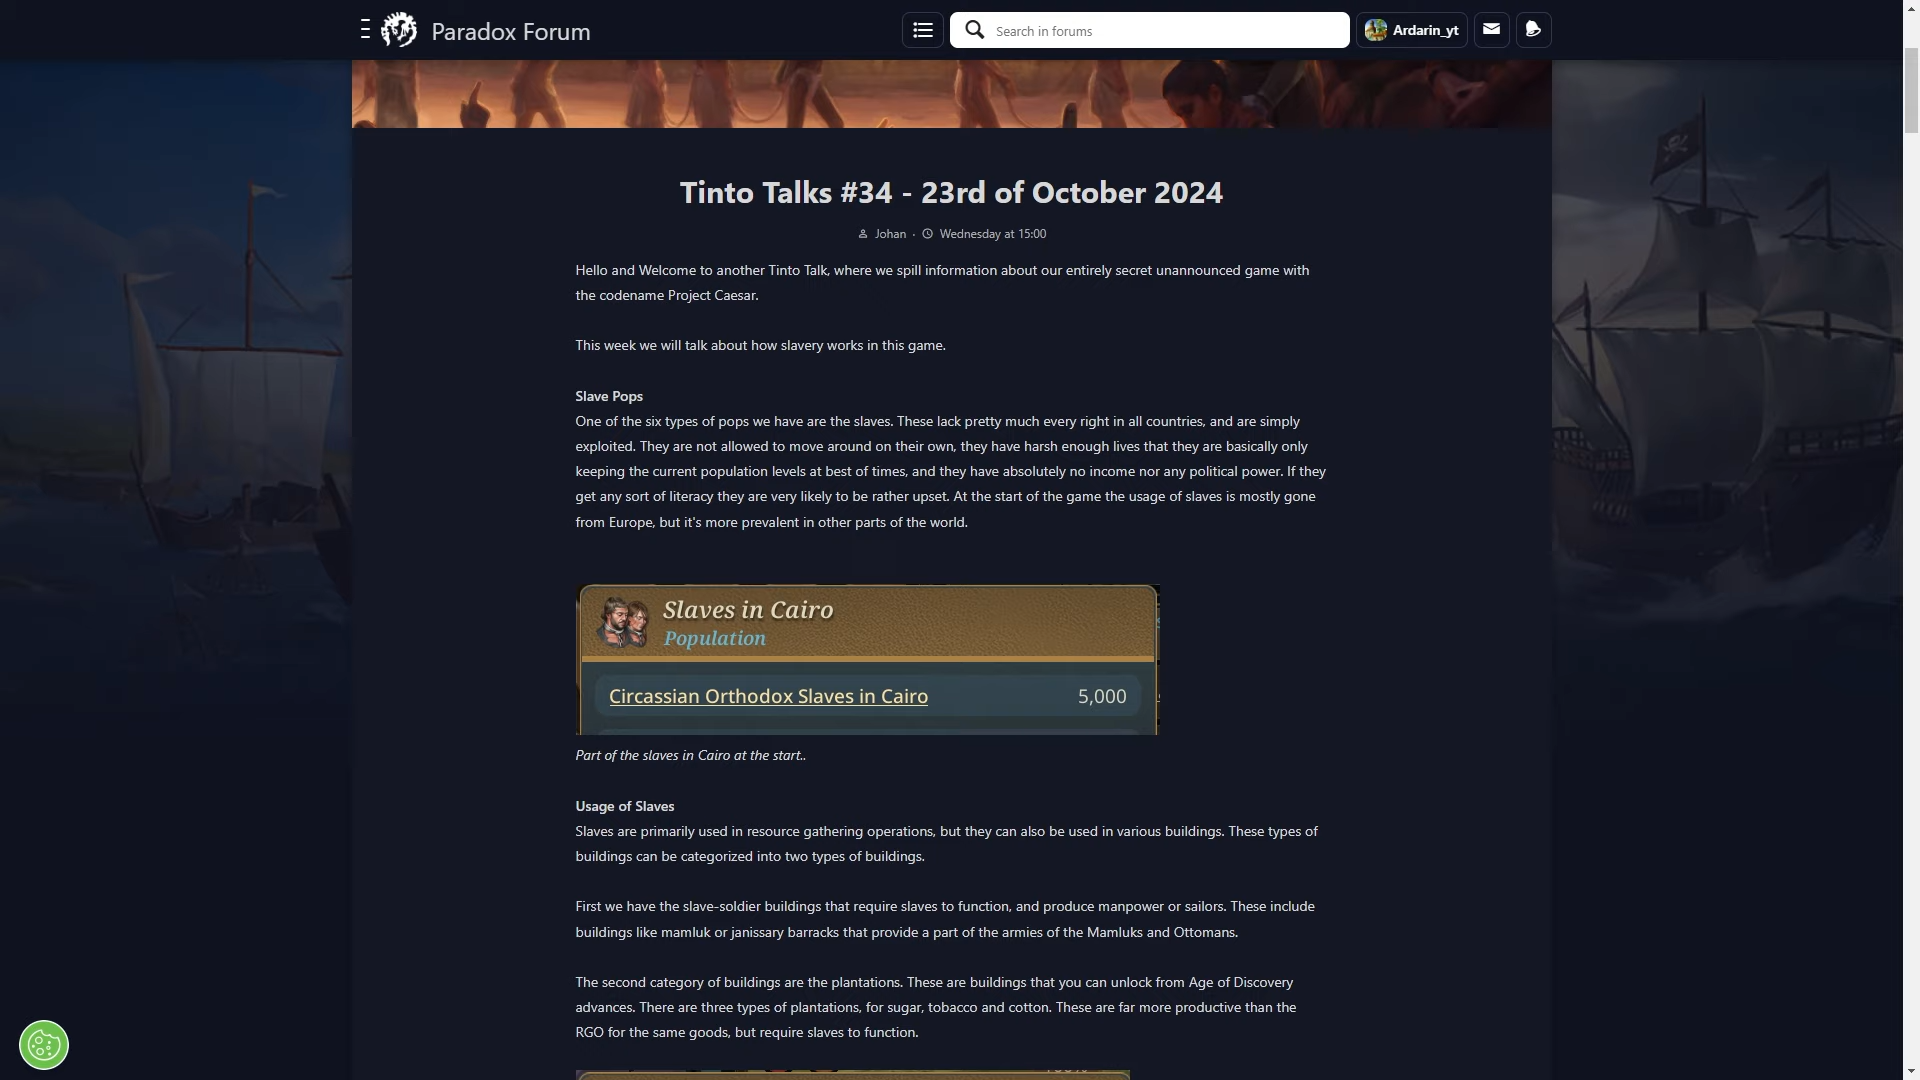 Paradox Forum
Search in forums
Ardarin_yt
Tinto Talks #34 - 23rd of October 2024
Johan · Wednesday at 15:00
Hello and Welcome to another Tinto Talk, where we spill information about our entirely secret unannounced game with
the codename Project Caesar.
This week we will talk about how slavery works in this game.
Slave Pops
One of the six types of pops we have are the slaves. These lack pretty much every right in all countries, and are simply
exploited. They are not allowed to move around on their own, they have harsh enough lives that they are basically only
keeping the current population levels at best of times, and they have absolutely no income nor any political power. If they
get any sort of literacy they are very likely to be rather upset. At the start of the game the usage of slaves is mostly gone
from Europe, but it's more prevalent in other parts of the world.
Slaves in Cairo
Population
Circassian Orthodox Slaves in Cairo 5,000
Part of the slaves in Cairo at the start..
Usage of Slaves
Slaves are primarily used in resource gathering operations, but they can also be used in various buildings. These types of
buildings can be categorized into two types of buildings.
First we have the slave-soldier buildings that require slaves to function, and produce manpower or sailors. These include
buildings like mamluk or janissary barracks that provide a part of the armies of the Mamluks and Ottomans.
The second category of buildings are the plantations. These are buildings that you can unlock from Age of Discovery
advances. There are three types of plantations, for sugar, tobacco and cotton. These are far more productive than the
RGO for the same goods, but require slaves to function.